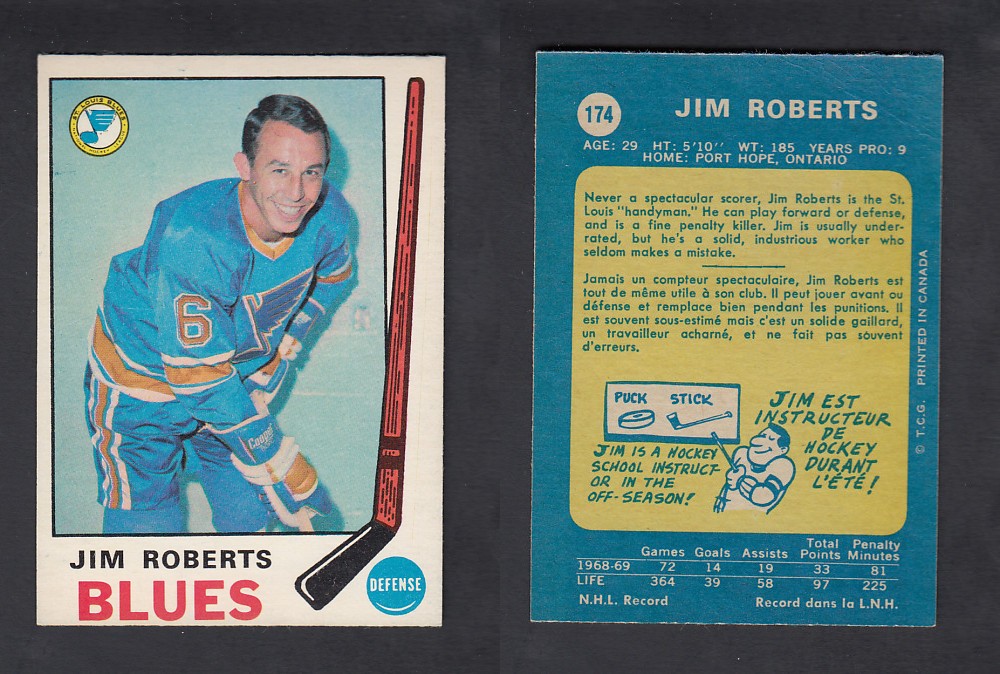 ST. LOUIS BLUES
6
Cooper
JIM ROBERTS
BLUES
DEFENSE
174
JIM ROBERTS
AGE: 29 HT: 5'10'' WT: 185 YEARS PRO: 9
HOME: PORT HOPE, ONTARIO
Never a spectacular scorer, Jim Roberts is the St.
Louis "handyman." He can play forward or defense,
and is a fine penalty killer. Jim is usually under-
rated, but he's a solid, industrious worker who
seldom makes a mistake.
Jamais un compteur spectaculaire, Jim Roberts est
tout de même utile à son club. Il peut jouer avant ou
défense et remplace bien pendant les punitions. Il
est souvent sous-estimé mais c'est un solide gaillard,
un travailleur acharné, et ne fait pas souvent
d'erreurs.
PUCK STICK
JIM IS A HOCKEY
SCHOOL INSTRUCT-
OR IN THE
OFF-SEASON!
JIM EST
INSTRUCTEUR
DE
HOCKEY
DURANT
L'ÉTÉ!
© T.C.G. PRINTED IN CANADA
Games Goals Assists Total Points Penalty Minutes
1968-69 72 14 19 33 81
LIFE 364 39 58 97 225
N.H.L. Record Record dans la L.N.H.